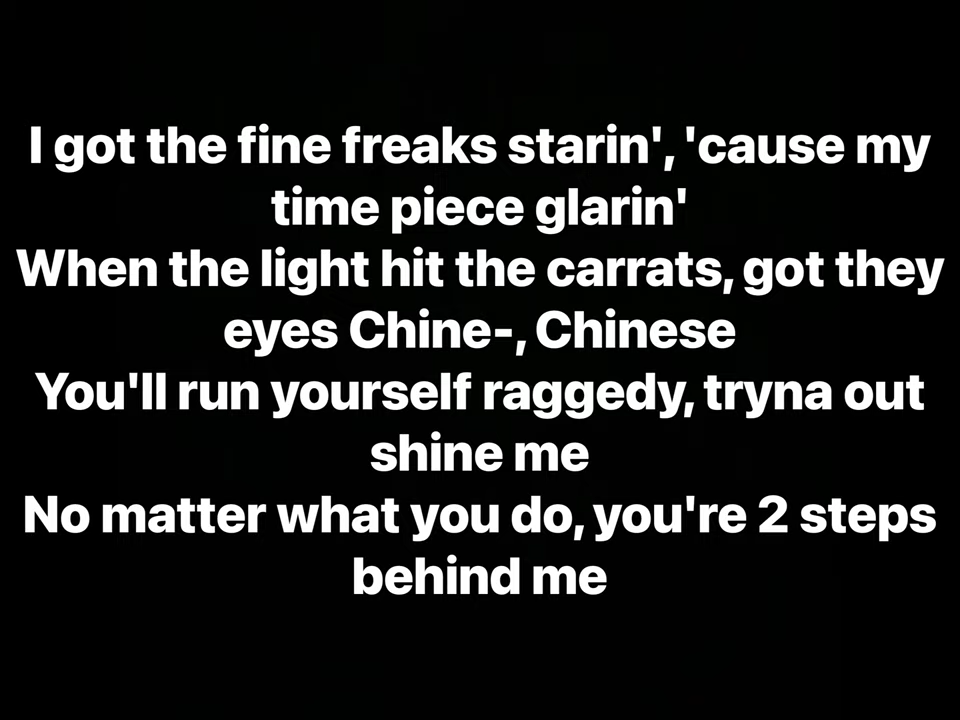 I got the fine freaks starin', 'cause my
time piece glarin'
When the light hit the carrats, got they
eyes Chine-, Chinese
You'll run yourself raggedy, tryna out
shine me
No matter what you do, you're 2 steps
behind me